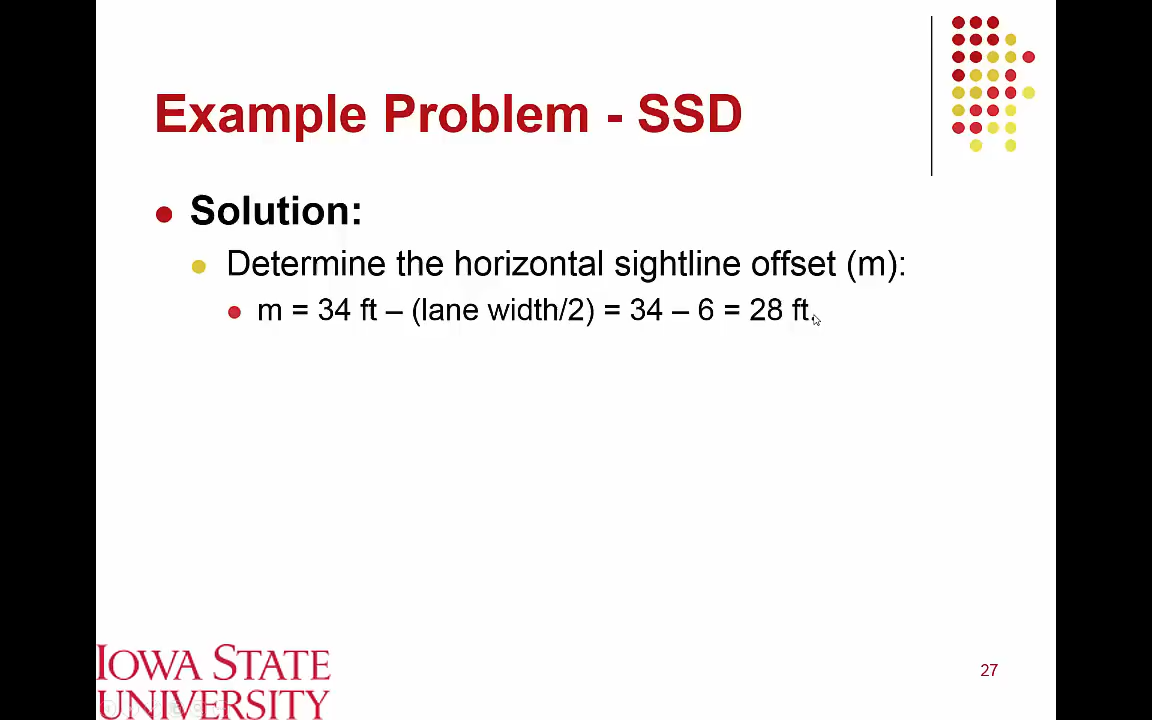 Example Problem - SSD
Solution:
Determine the horizontal sightline offset (m):
m = 34 ft – (lane width/2) = 34 – 6 = 28 ft.
IOWA STATE
UNIVERSITY
27